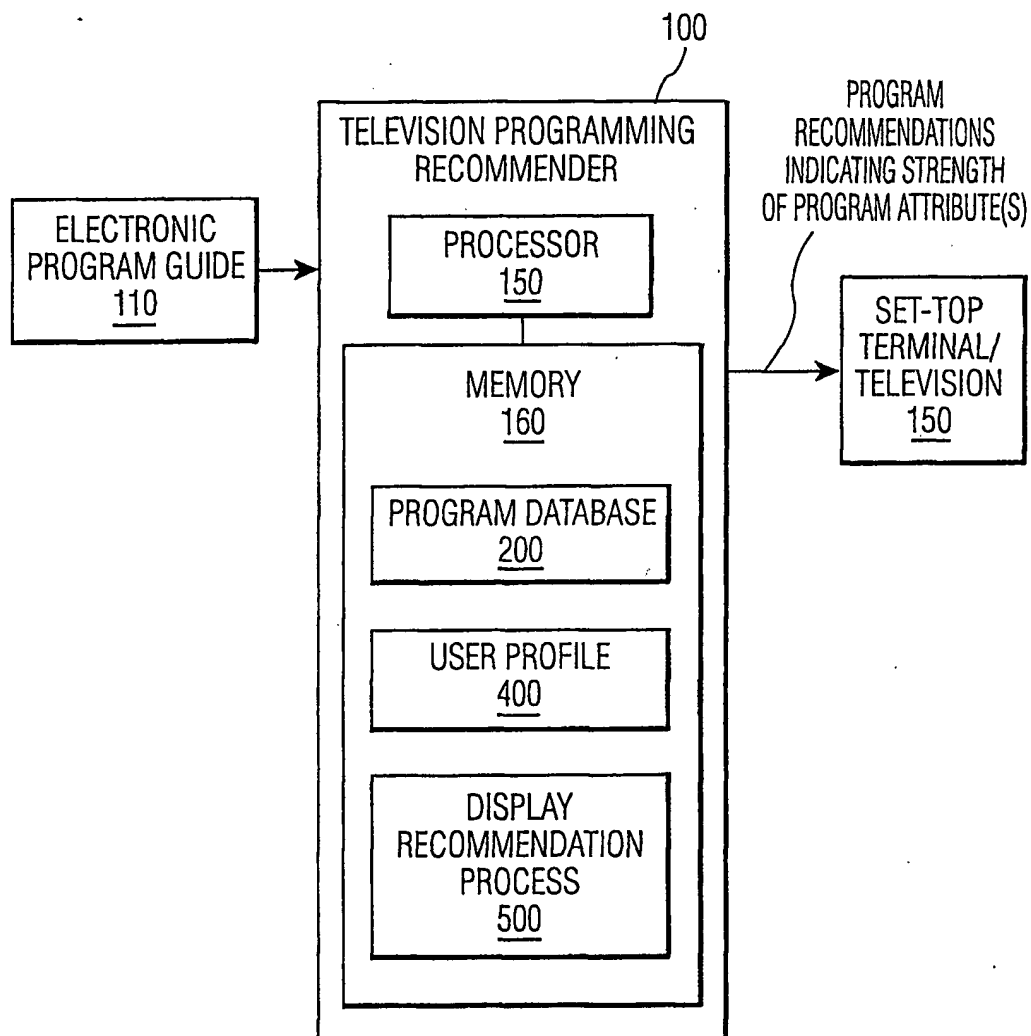 100
TELEVISION PROGRAMMING
RECOMMENDER
PROGRAM
RECOMMENDATIONS
INDICATING STRENGTH
OF PROGRAM ATTRIBUTE(S)
ELECTRONIC
PROGRAM GUIDE
110
PROCESSOR
150
SET-TOP
TERMINAL/
TELEVISION
150
MEMORY
160
PROGRAM DATABASE
200
USER PROFILE
400
DISPLAY
RECOMMENDATION
PROCESS
500